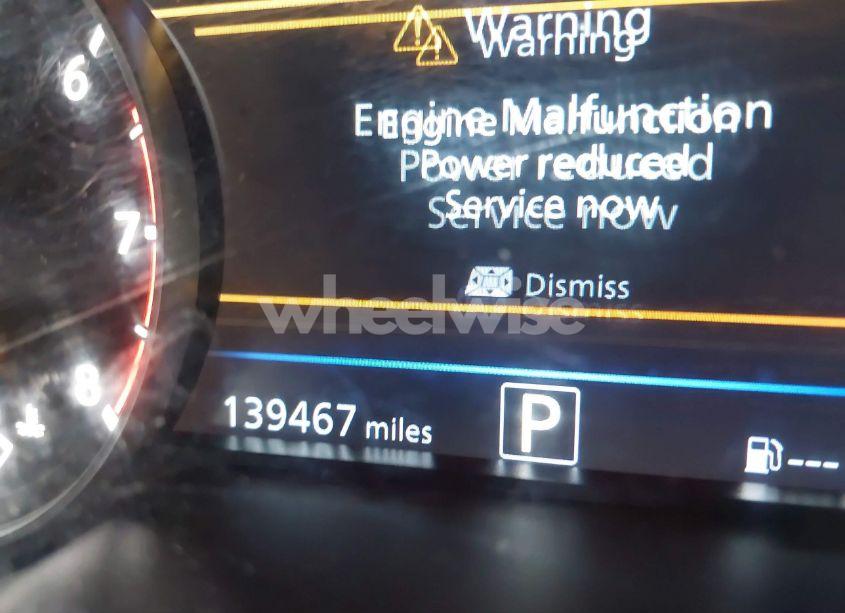 Warning
Engine Malfunction
Power reduced
Service now
Dismiss
wheelwise
6
7
8
139467 miles
P
---